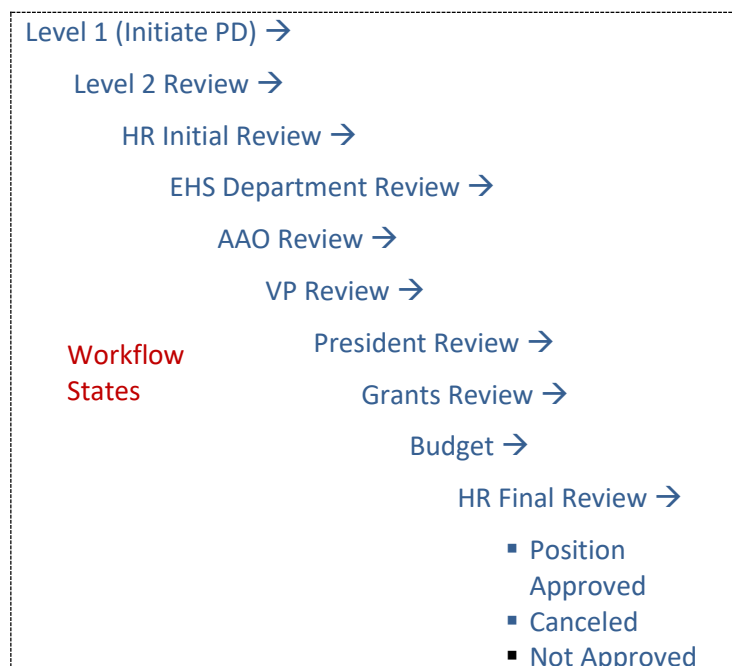 Level 1 (Initiate PD) →
Level 2 Review →
HR Initial Review →
EHS Department Review →
AAO Review →
VP Review →
President Review →
Workflow
States
Grants Review →
Budget →
HR Final Review →
▪ Position
Approved
▪ Canceled
▪ Not Approved